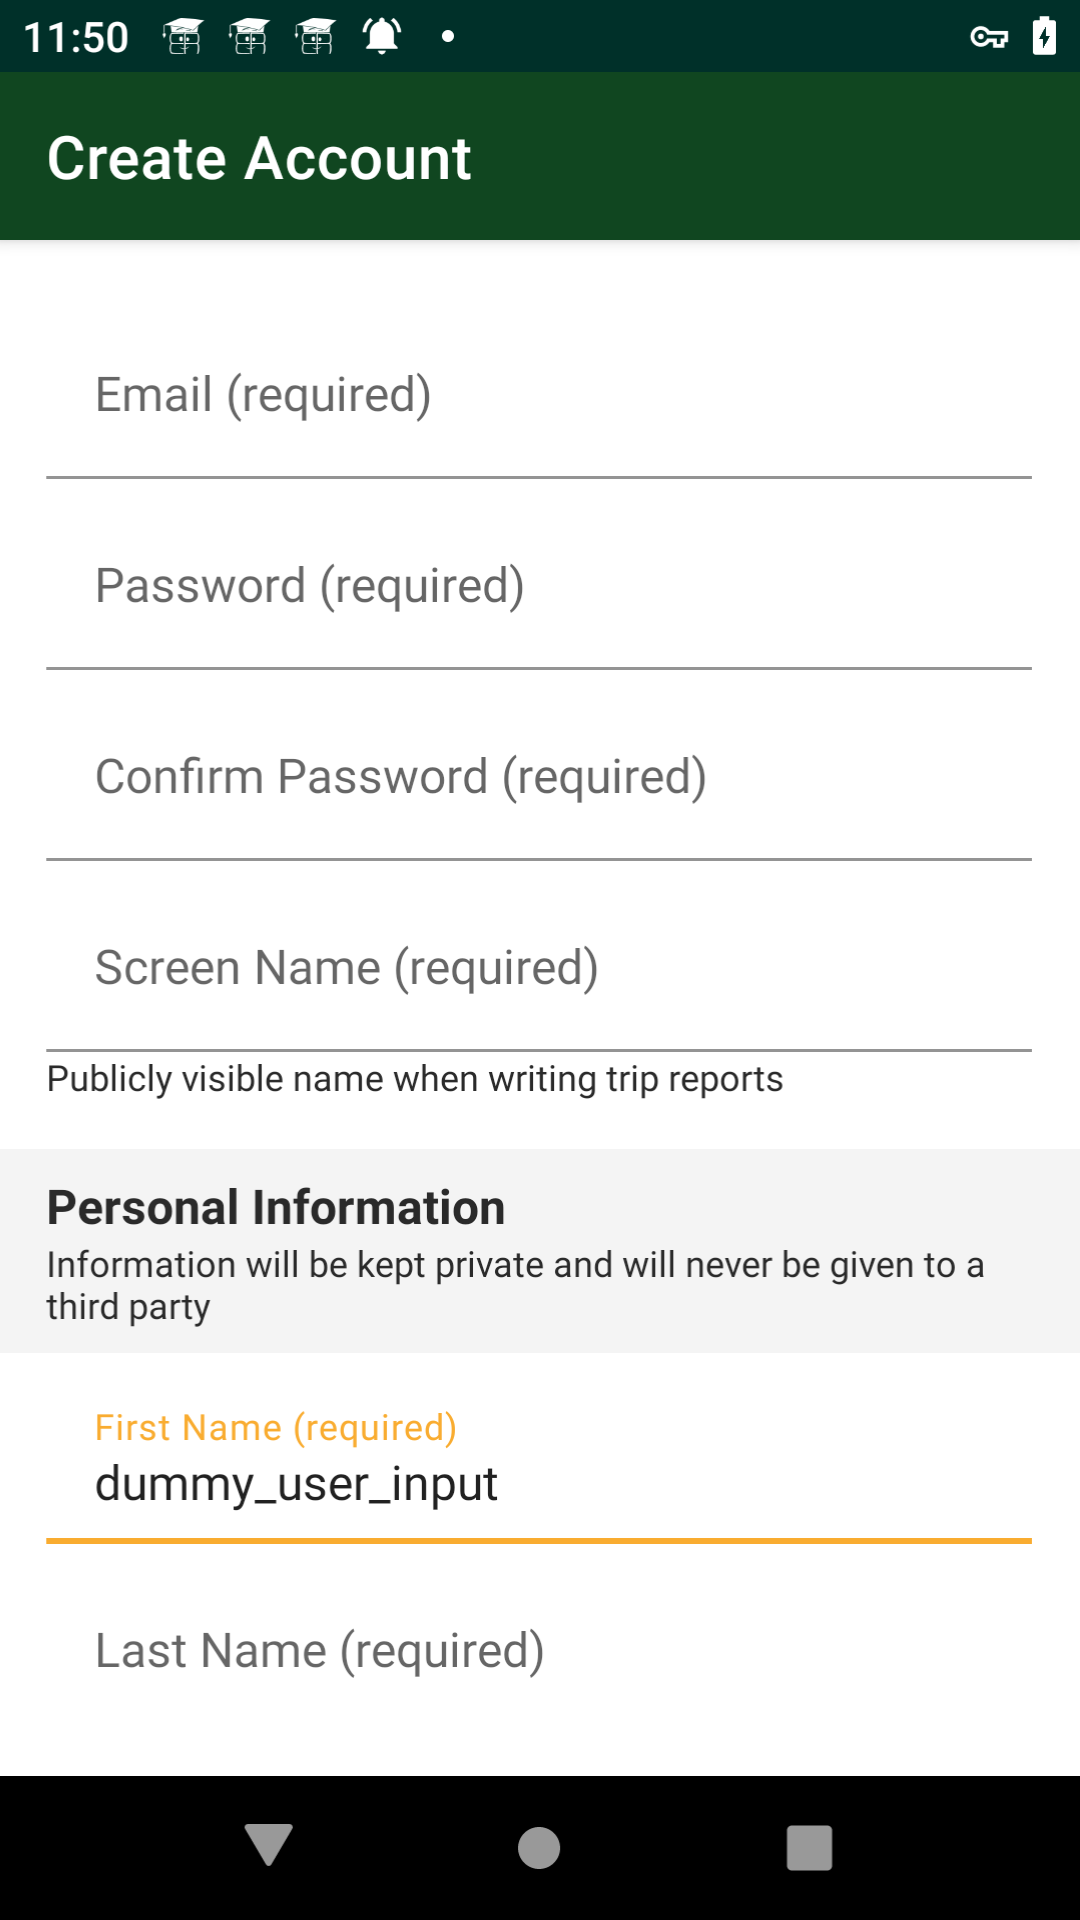 11:50
Create Account
Email (required)
Password (required)
Confirm Password (required)
Screen Name (required)
Publicly visible name when writing trip reports
Personal Information
Information will be kept private and will never be given to a
third party
First Name (required)
dummy_user_input
Last Name (required)